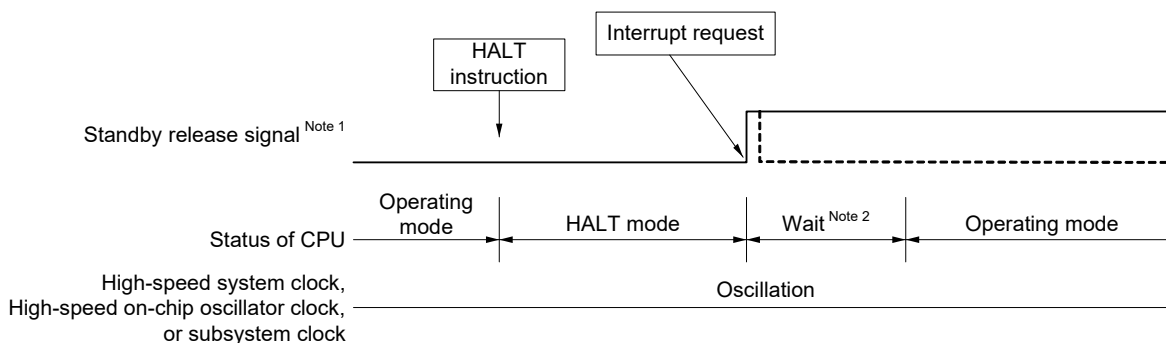 Interrupt request
HALT
instruction
Standby release signal Note 1
Operating
mode
HALT mode
Wait Note 2
Operating mode
Status of CPU
High-speed system clock,
High-speed on-chip oscillator clock,
or subsystem clock
Oscillation